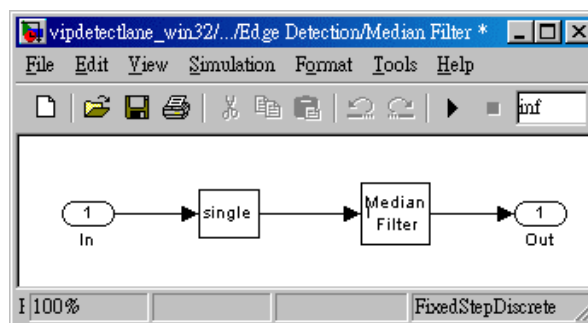 vipdetectlane_win32/.../Edge Detection/Median Filter *
File Edit View Simulation Format Tools Help
inf
1 single Median Filter 1
In Out
100% FixedStepDiscrete